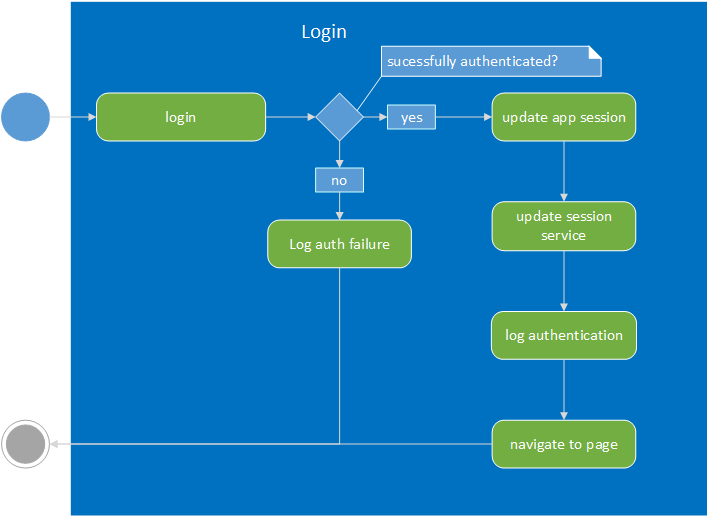 Login
sucessfully authenticated?
login
yes
update app session
no
update session
service
Log auth failure
log authentication
navigate to page